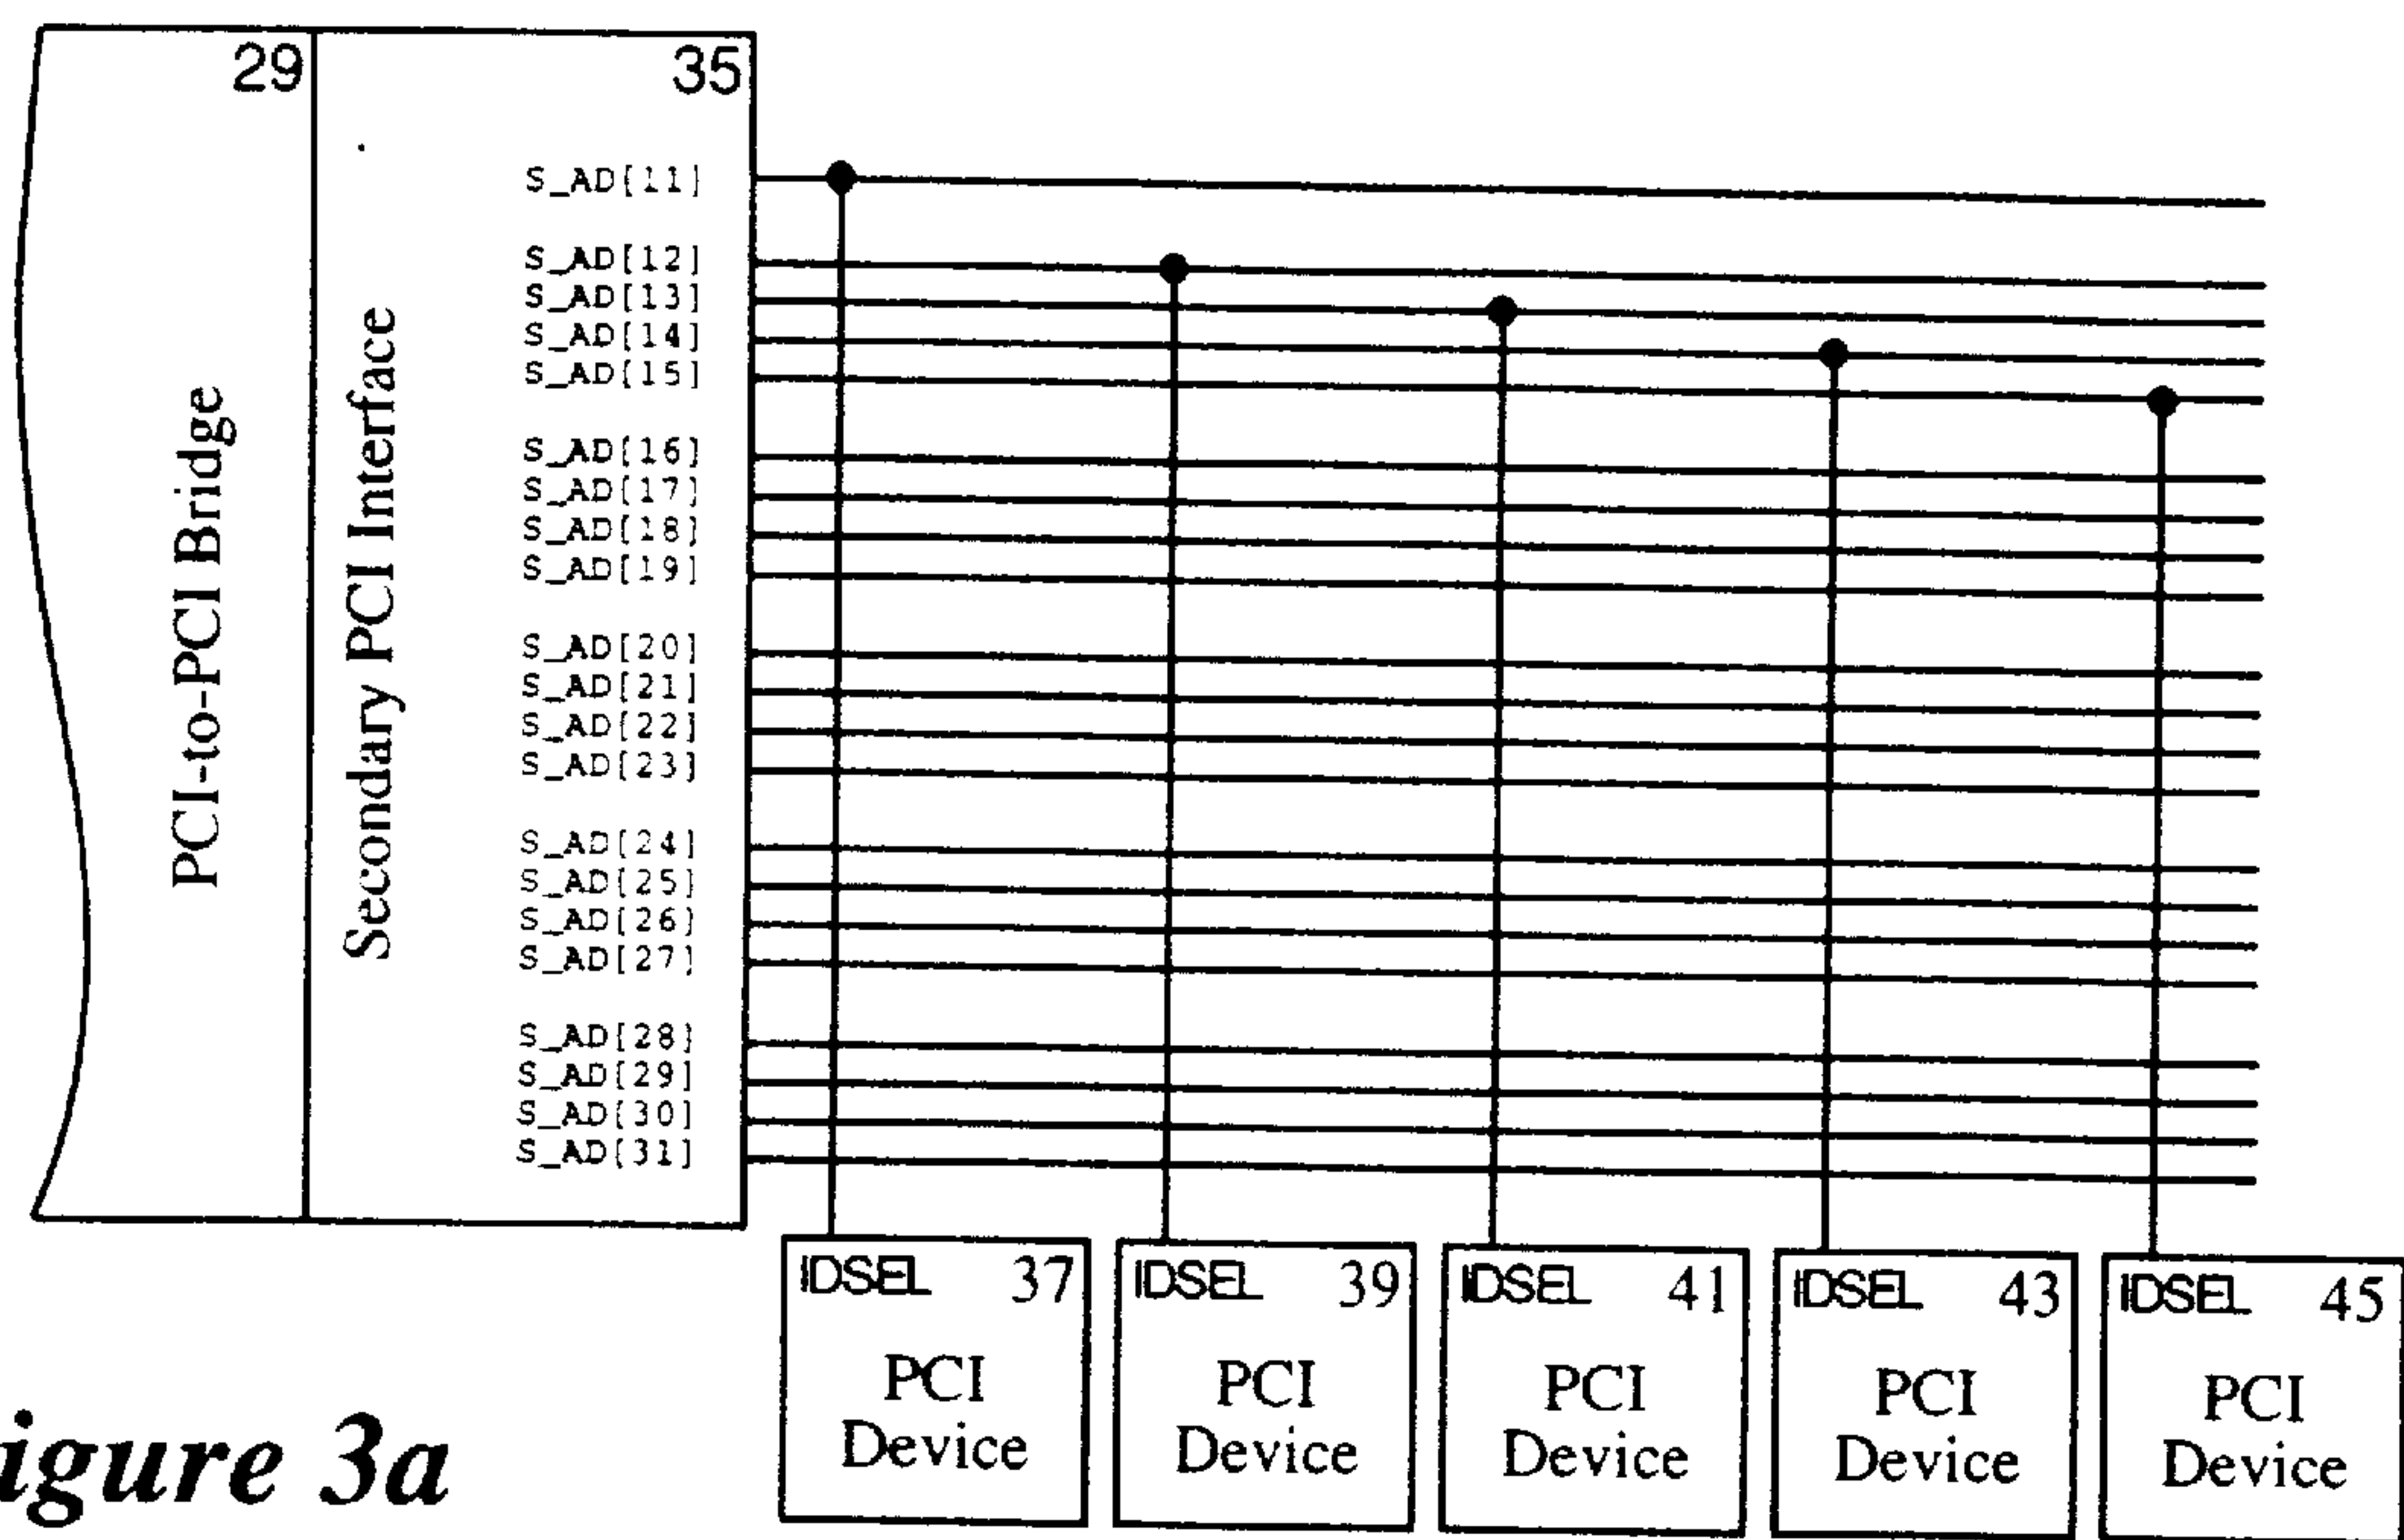 29
35
PCI-to-PCI Bridge
Secondary PCI Interface
S_AD[11]
S_AD[12]
S_AD[13]
S_AD[14]
S_AD[15]
S_AD[16]
S_AD[17]
S_AD[18]
S_AD[19]
S_AD[20]
S_AD[21]
S_AD[22]
S_AD[23]
S_AD[24]
S_AD[25]
S_AD[26]
S_AD[27]
S_AD[28]
S_AD[29]
S_AD[30]
S_AD[31]
IDSEL 37
PCI
Device
IDSEL 39
PCI
Device
IDSEL 41
PCI
Device
IDSEL 43
PCI
Device
IDSEL 45
PCI
Device
igure 3a